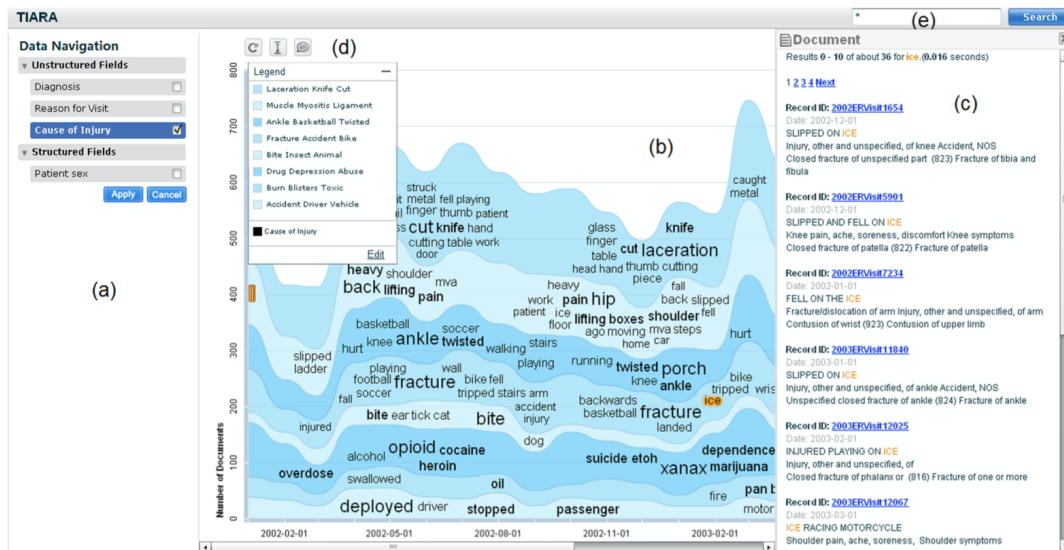 TIARA
*
(e)
Search
Data Navigation
Unstructured Fields
Diagnosis
Reason for Visit
Cause of Injury
Structured Fields
Patient sex
Apply
Cancel
(a)
(d)
Legend
Laceration Knife Cut
Muscle Myositis Ligament
Ankle Basketball Twisted
Fracture Accident Bike
Bite Insect Animal
Drug Depression Abuse
Burn Blisters Toxic
Accident Driver Vehicle
Cause of Injury
Edit
(b)
800
700
600
500
400
300
200
100
0
Number of Documents
struck
metal fell playing
finger thumb patient
cut knife hand
cutting table work
door
glass
finger
table
knife
cut laceration
head hand thumb cutting
piece
caught
metal
heavy shoulder
back lifting mva
pain
heavy
work pain hip
patient ice lifting boxes
floor
ago moving
home
fall
back slipped
shoulder fell
mva steps
car
slipped
ladder
basketball
hurt knee ankle
soccer
twisted
walking stairs
playing
running
twisted porch
knee ankle
hurt
playing
football fracture
fall soccer
wall
bike fell
tripped stairs arm
accident
injury
backwards
basketball fracture
landed
ice
bike
tripped wris
injured
bite ear tick cat
bite
dog
overdose
alcohol
opioid cocaine
heroin
suicide etoh
xanax
dependence
marijuana
swallowed
oil
fire
pan b
deployed driver
stopped
passenger
motor
2002-02-01
2002-05-01
2002-08-01
2002-11-01
2003-02-01
Document
Results 0 - 10 of about 36 for ice.(0.016 seconds)
1 2 3 4 Next
(c)
Record ID: 2002ERVisit1654
Date: 2002-12-01
SLIPPED ON ICE
Injury, other and unspecified, of knee Accident, NOS
Closed fracture of unspecified part (823) Fracture of tibia and
fibula
Record ID: 2002ERVisit5901
Date: 2002-12-01
SLIPPED AND FELL ON ICE
Knee pain, ache, soreness, discomfort Knee symptoms
Closed fracture of patella (822) Fracture of patella
Record ID: 2002ERVisit7234
Date: 2002-01-01
FELL ON THE ICE
Fracture/dislocation of arm Injury, other and unspecified, of arm
Contusion of wrist (923) Contusion of upper limb
Record ID: 2003ERVisit11840
Date: 2003-01-01
SLIPPED ON ICE
Injury, other and unspecified, of ankle Accident, NOS
Unspecified closed fracture of ankle (824) Fracture of ankle
Record ID: 2003ERVisit12025
Date: 2003-02-01
INJURED PLAYING ON ICE
Injury, other and unspecified, of
Closed fracture of phalanx or (816) Fracture of one or more
Record ID: 2003ERVisit12067
Date: 2003-03-01
ICE RACING MOTORCYCLE
Shoulder pain, ache, soreness, Shoulder symptoms